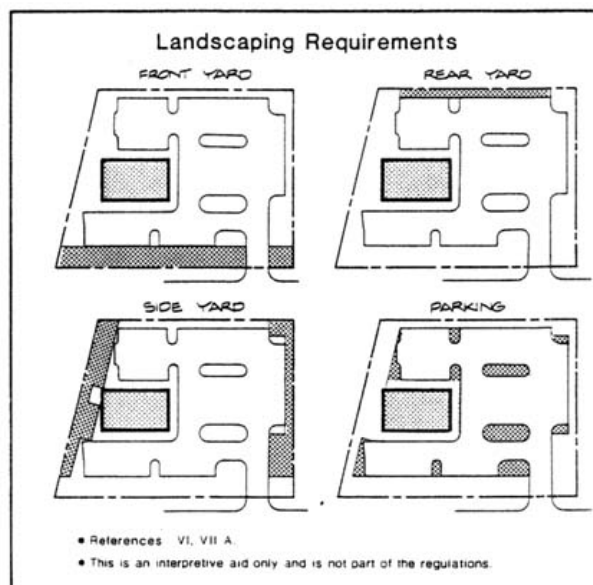 Landscaping Requirements
FRONT YARD
REAR YARD
SIDE YARD
PARKING
• References VI, VII A.
• This is an interpretive aid only and is not part of the regulations.